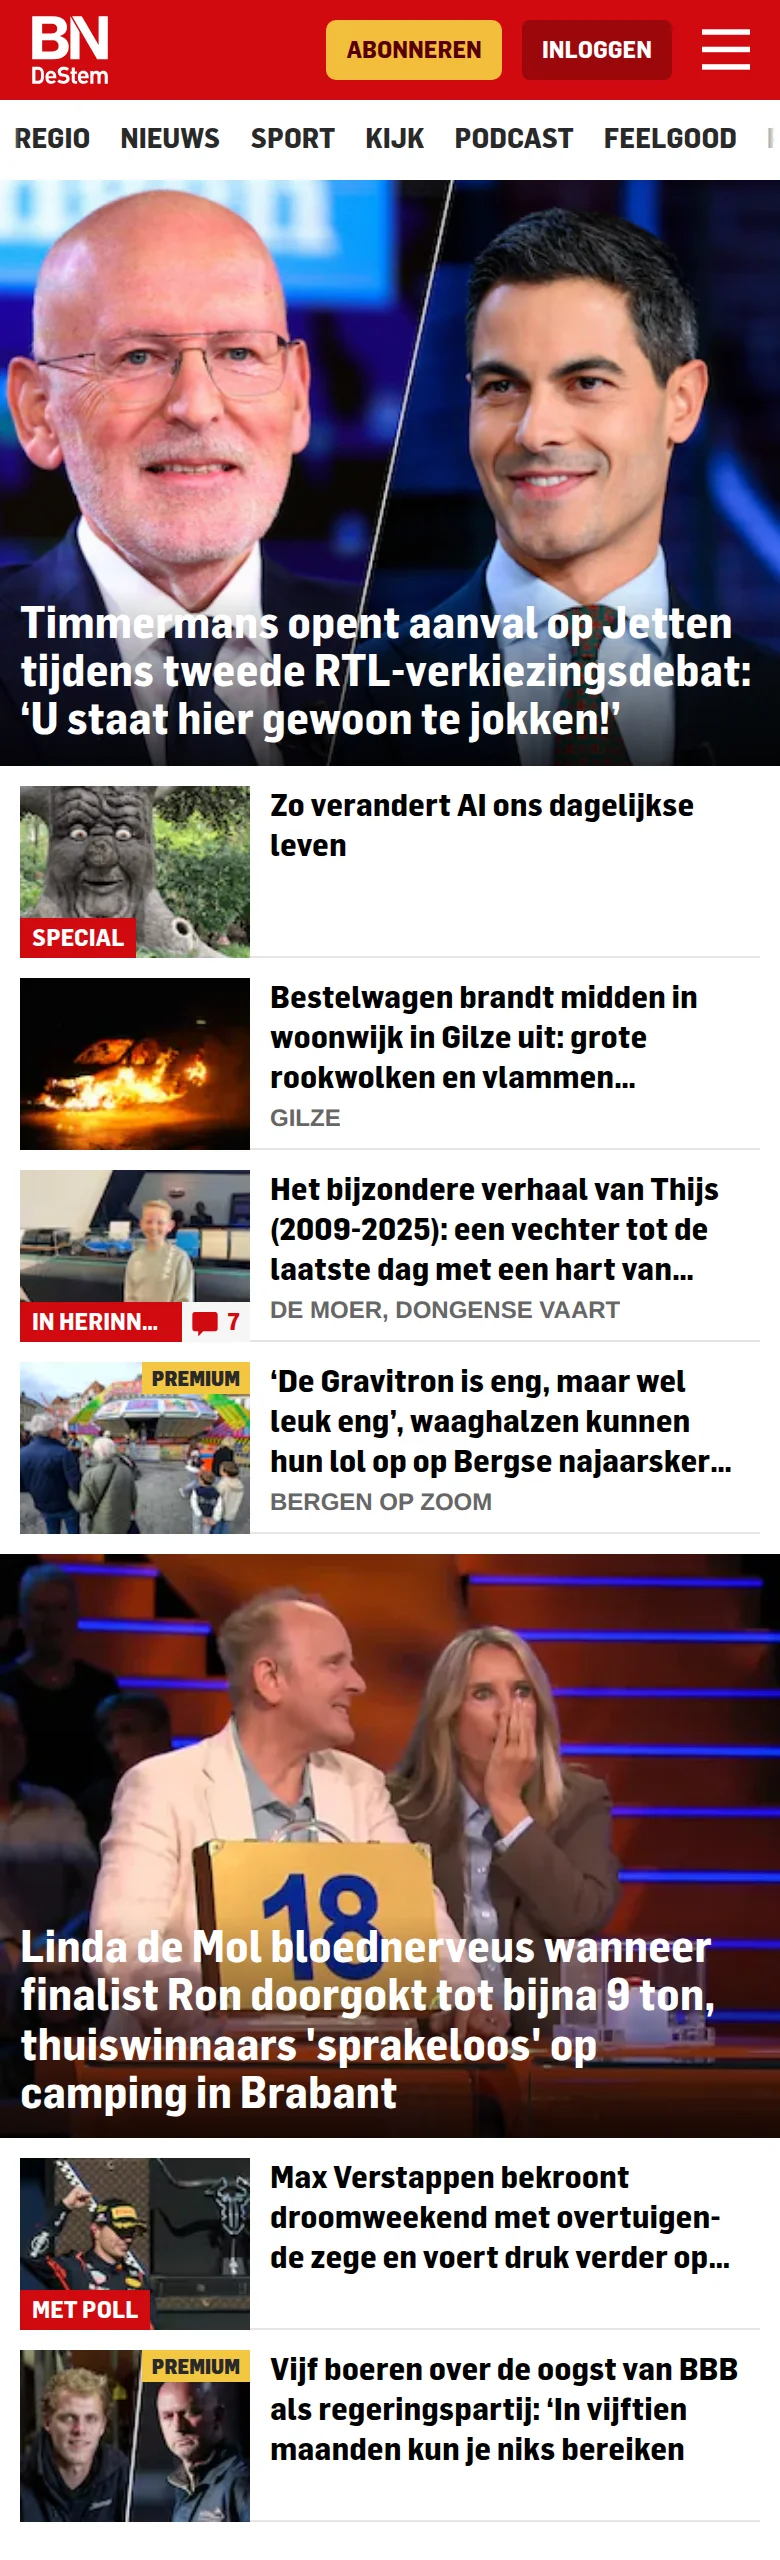 BN
DeStem
ABONNEREN
INLOGGEN
REGIO NIEUWS SPORT KIJK PODCAST FEELGOOD
Timmermans opent aanval op Jetten
tijdens tweede RTL-verkiezingsdebat:
‘U staat hier gewoon te jokken!’
SPECIAL
Zo verandert AI ons dagelijkse
leven
Bestelwagen brandt midden in
woonwijk in Gilze uit: grote
rookwolken en vlammen...
GILZE
IN HERINN...
7
Het bijzondere verhaal van Thijs
(2009-2025): een vechter tot de
laatste dag met een hart van...
DE MOER, DONGENSE VAART
PREMIUM
‘De Gravitron is eng, maar wel
leuk eng’, waaghalzen kunnen
hun lol op op Bergse najaarsker...
BERGEN OP ZOOM
18
Linda de Mol bloednerveus wanneer
finalist Ron doorgokt tot bijna 9 ton,
thuiswinnaars 'sprakeloos' op
camping in Brabant
MET POLL
Max Verstappen bekroont
droomweekend met overtuigen-
de zege en voert druk verder op...
PREMIUM
Vijf boeren over de oogst van BBB
als regeringspartij: ‘In vijftien
maanden kun je niks bereiken